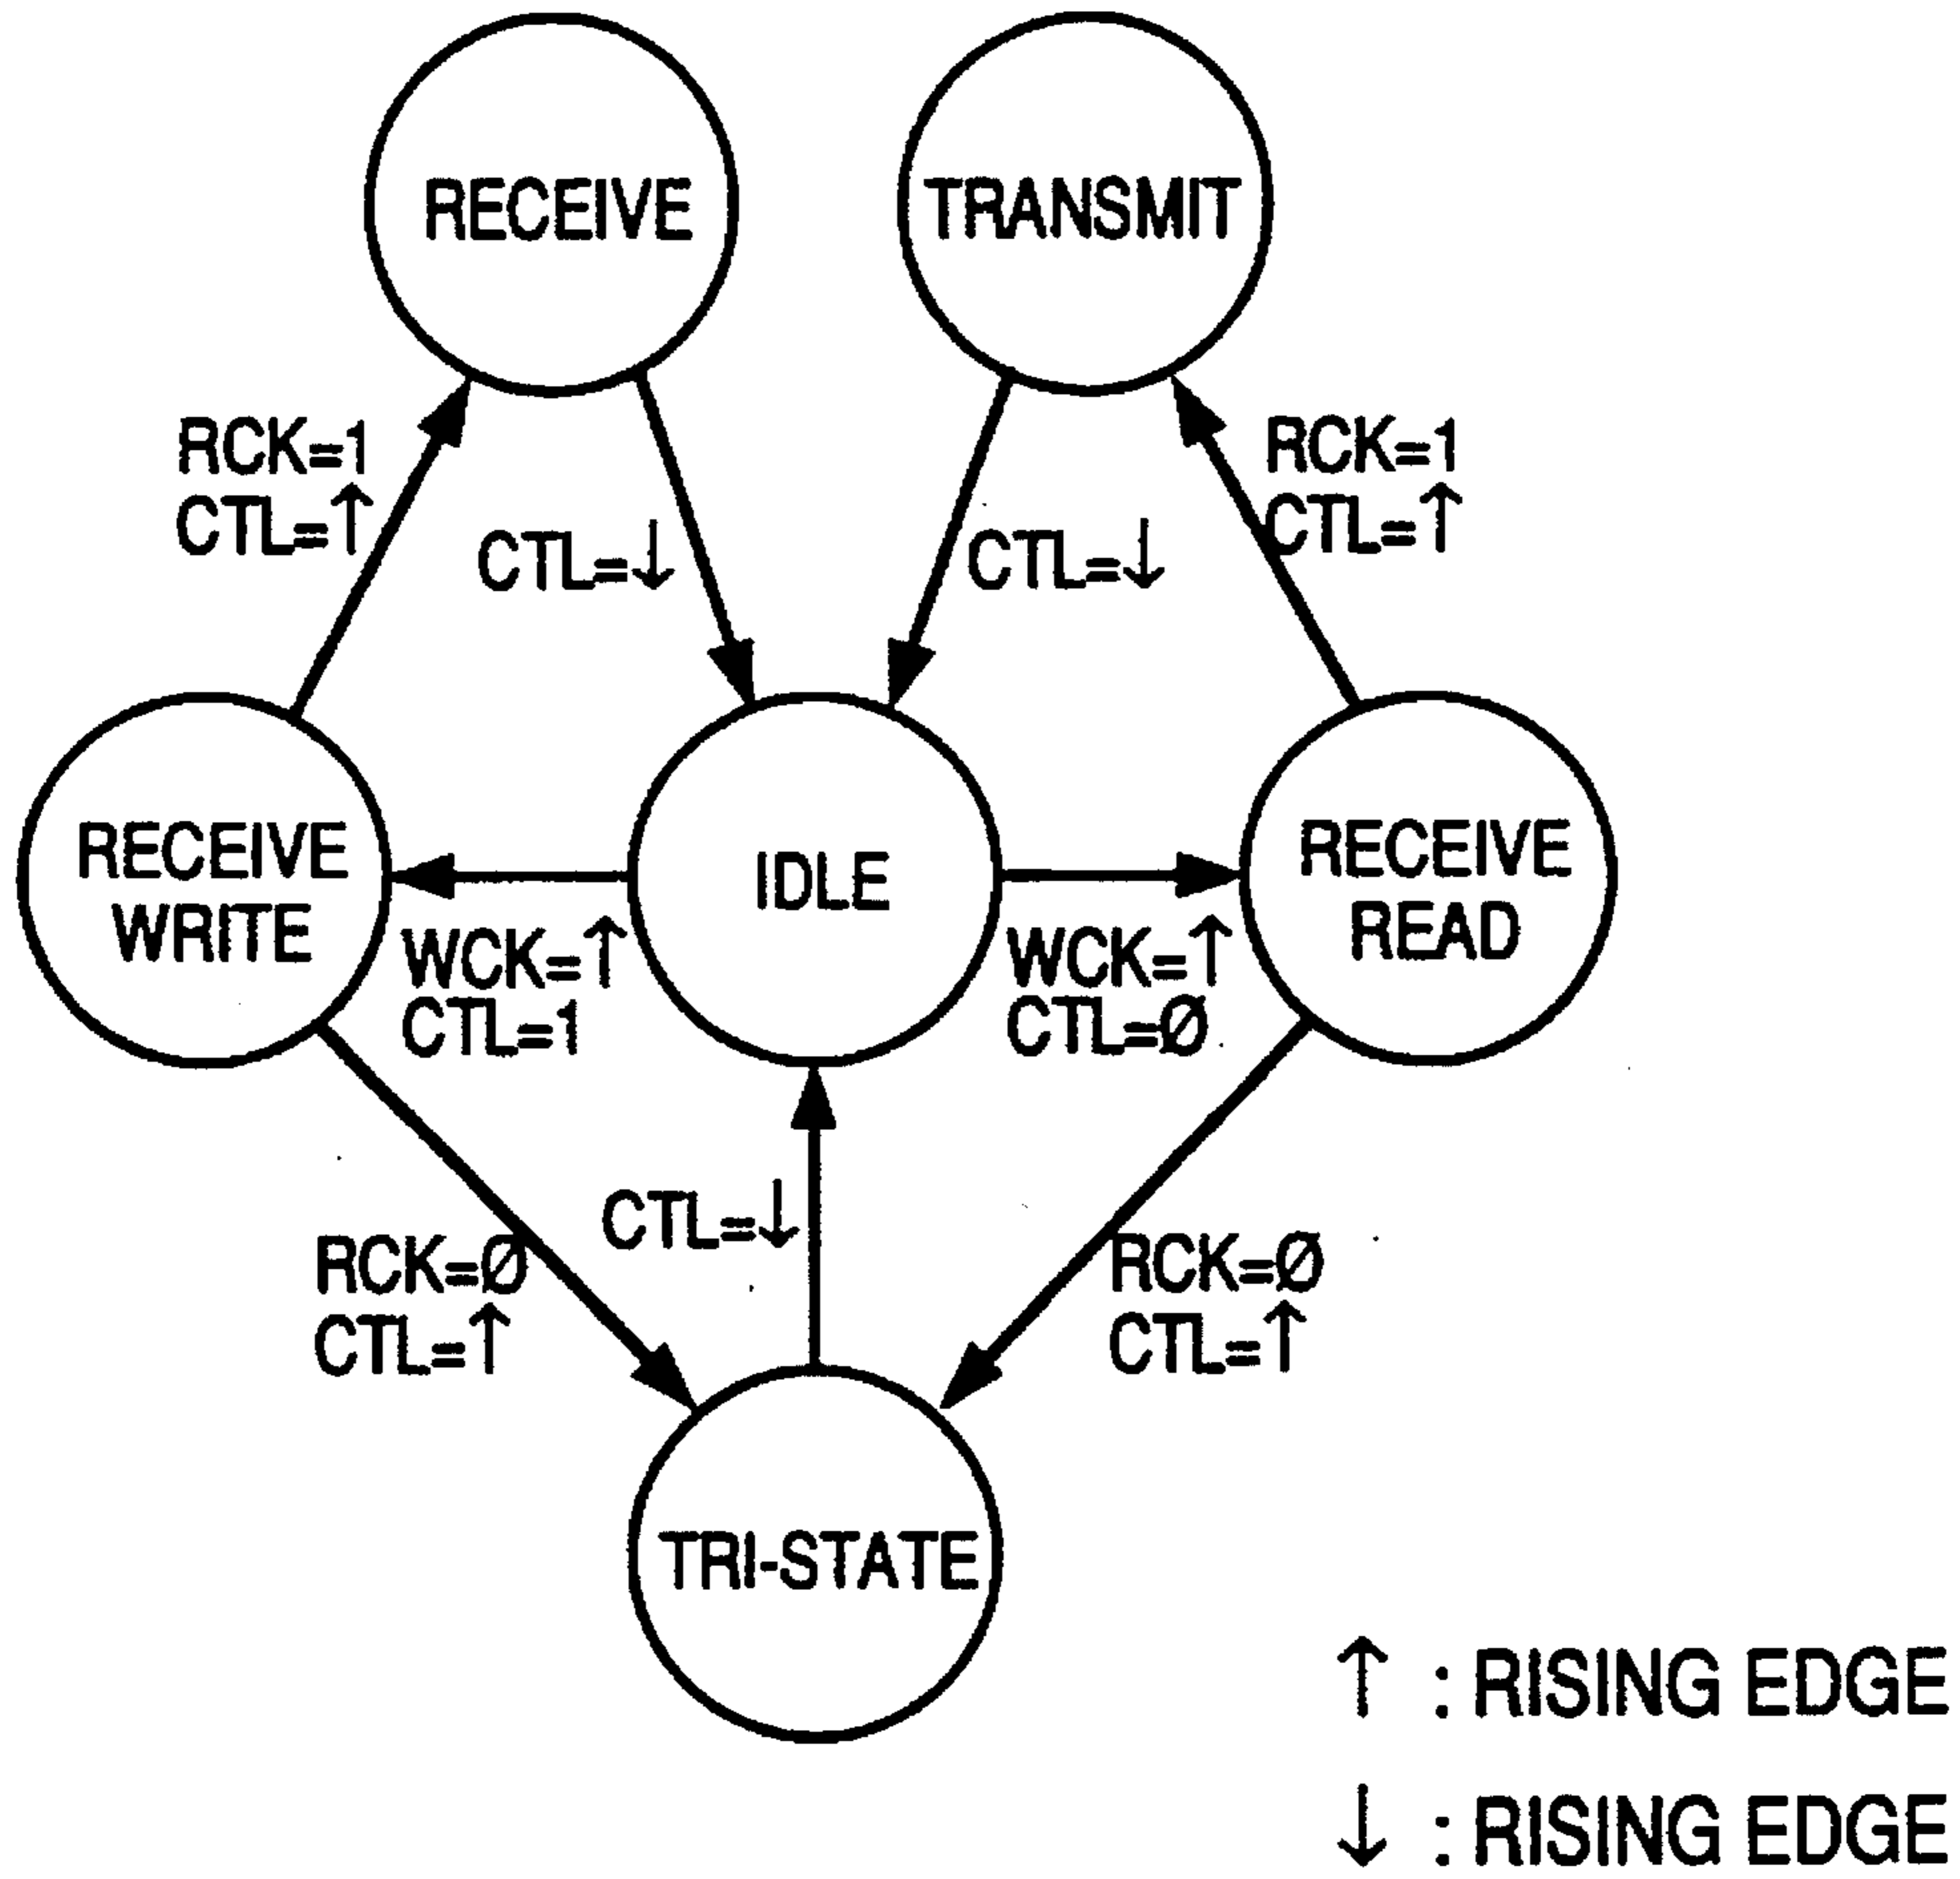 RECEIVE
TRANSMIT
RCK=1
CTL=↑
CTL=↓
CTL=↓
RCK=1
CTL=↑
RECEIVE
WRITE
WCK=↑
CTL=1
IDLE
WCK=↑
CTL=Ø
RECEIVE
READ
RCK=Ø
CTL=↑
CTL=↓
RCK=Ø
CTL=↑
TRI-STATE
↑ : RISING EDGE
↓ : RISING EDGE